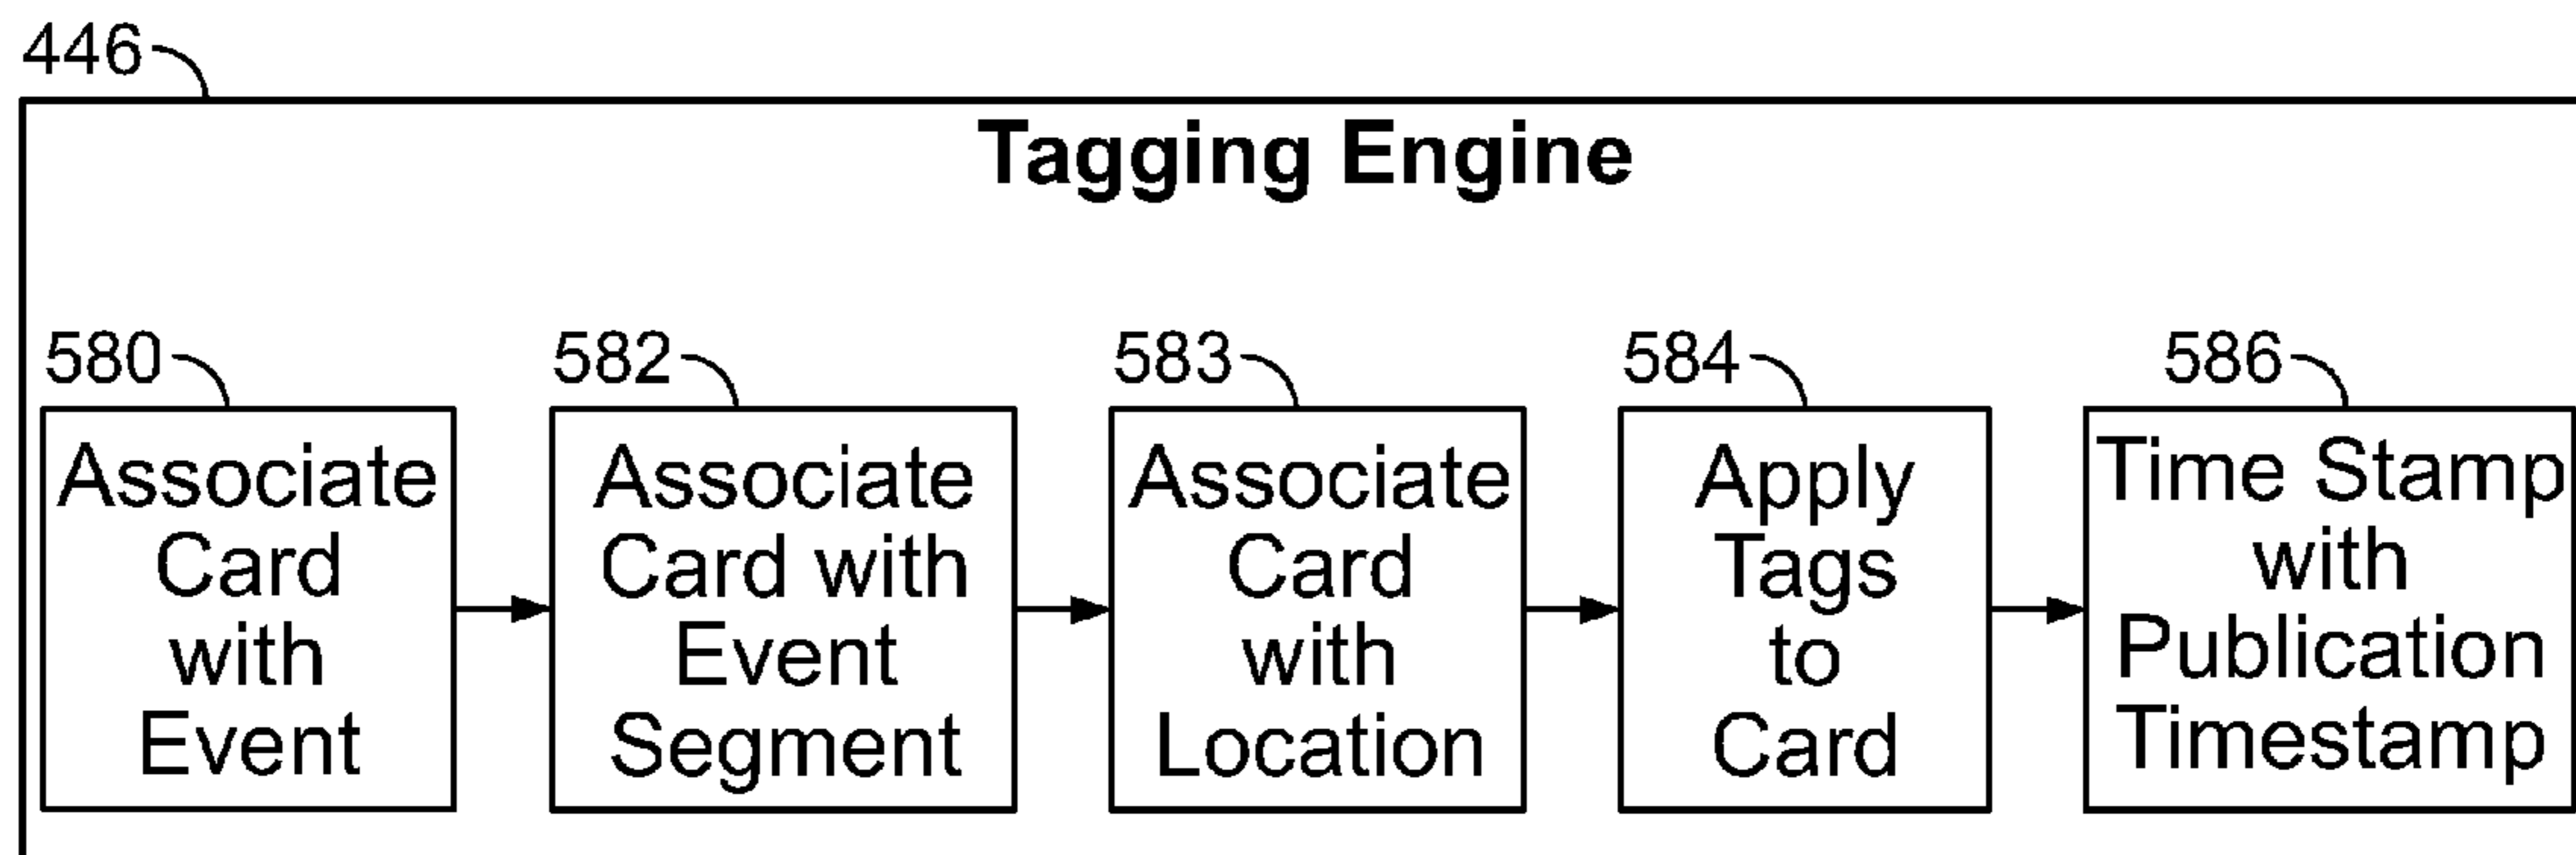 446
Tagging Engine
580
582
583
584
586
Associate
Card
with
Event
Associate
Card with
Event
Segment
Associate
Card
with
Location
Apply
Tags
to
Card
Time Stamp
with
Publication
Timestamp